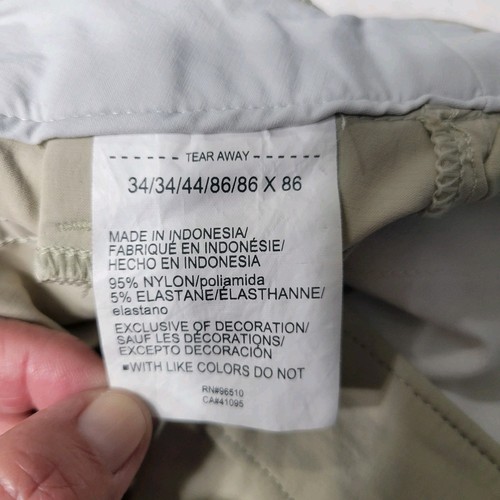 - - - - - - - TEAR AWAY - - - - - - -
34/34/44/86/86 X 86
MADE IN INDONESIA/
FABRIQUÉ EN INDONÉSIE/
HECHO EN INDONESIA
95% NYLON/poliamida
5% ELASTANE/ÉLASTHANNE/
elastano
EXCLUSIVE OF DECORATION/
SAUF LES DÉCORATIONS/
EXCEPTO DECORACIÓN
▪WITH LIKE COLORS DO NOT
RN#96510
CA#41095